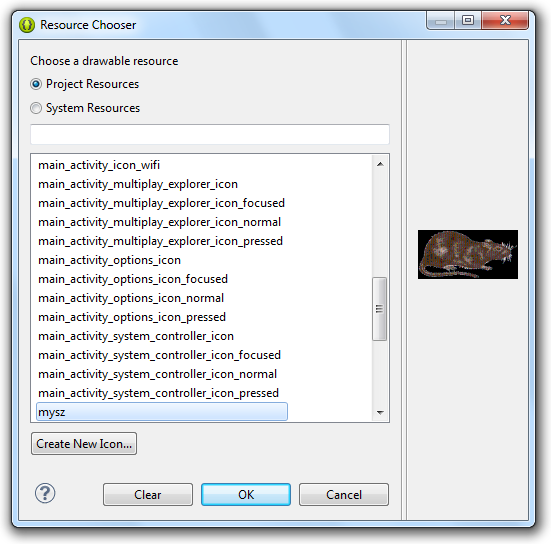 Resource Chooser
Choose a drawable resource
Project Resources
System Resources
main_activity_icon_wifi
main_activity_multiplay_explorer_icon
main_activity_multiplay_explorer_icon_focused
main_activity_multiplay_explorer_icon_normal
main_activity_multiplay_explorer_icon_pressed
main_activity_options_icon
main_activity_options_icon_focused
main_activity_options_icon_normal
main_activity_options_icon_pressed
main_activity_system_controller_icon
main_activity_system_controller_icon_focused
main_activity_system_controller_icon_normal
main_activity_system_controller_icon_pressed
mysz
Create New Icon...
? Clear OK Cancel